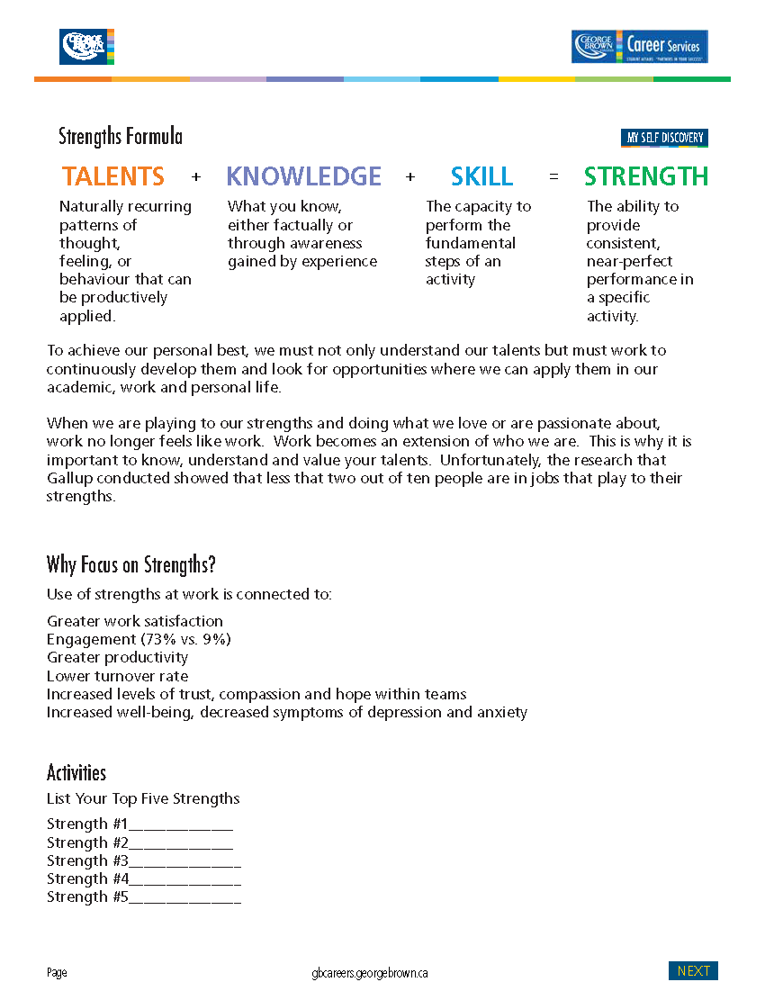 GEORGE BROWN
GEORGE BROWN COLLEGE Career Services
STUDENT AFFAIRS: "PARTNERS IN YOUR SUCCESS"
Strengths Formula
MY SELF DISCOVERY
TALENTS + KNOWLEDGE + SKILL = STRENGTH
Naturally recurring
patterns of
thought,
feeling, or
behaviour that can
be productively
applied.
What you know,
either factually or
through awareness
gained by experience
The capacity to
perform the
fundamental
steps of an
activity
The ability to
provide
consistent,
near-perfect
performance in
a specific
activity.
To achieve our personal best, we must not only understand our talents but must work to
continuously develop them and look for opportunities where we can apply them in our
academic, work and personal life.
When we are playing to our strengths and doing what we love or are passionate about,
work no longer feels like work.  Work becomes an extension of who we are.  This is why it is
important to know, understand and value your talents.  Unfortunately, the research that
Gallup conducted showed that less that two out of ten people are in jobs that play to their
strengths.
Why Focus on Strengths?
Use of strengths at work is connected to:
Greater work satisfaction
Engagement (73% vs. 9%)
Greater productivity
Lower turnover rate
Increased levels of trust, compassion and hope within teams
Increased well-being, decreased symptoms of depression and anxiety
Activities
List Your Top Five Strengths
Strength #1_____________
Strength #2_____________
Strength #3______________
Strength #4______________
Strength #5______________
Page
gbcareers.georgebrown.ca
NEXT